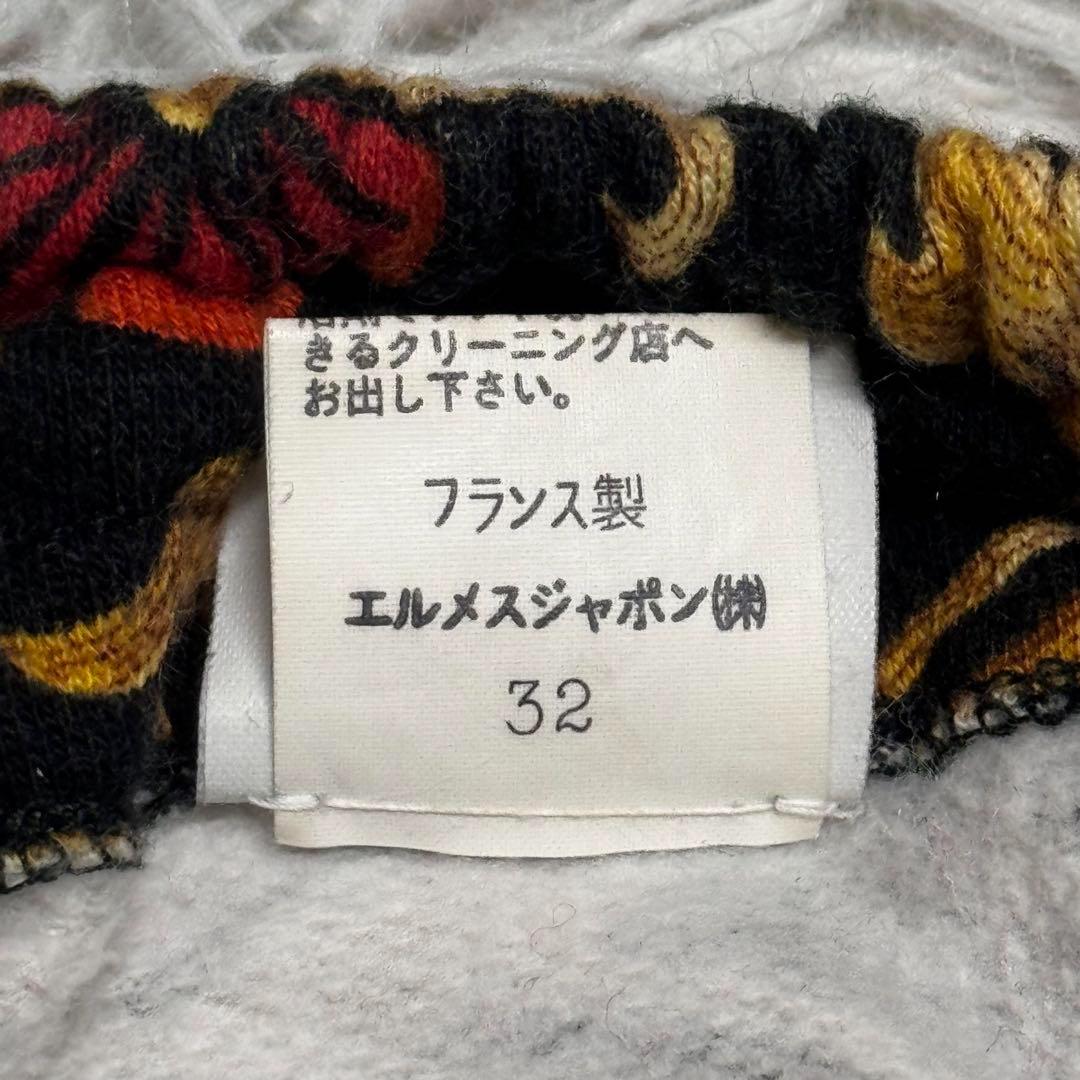 きるクリーニング店へ
お出し下さい。
フランス製
エルメスジャポン㈱
32